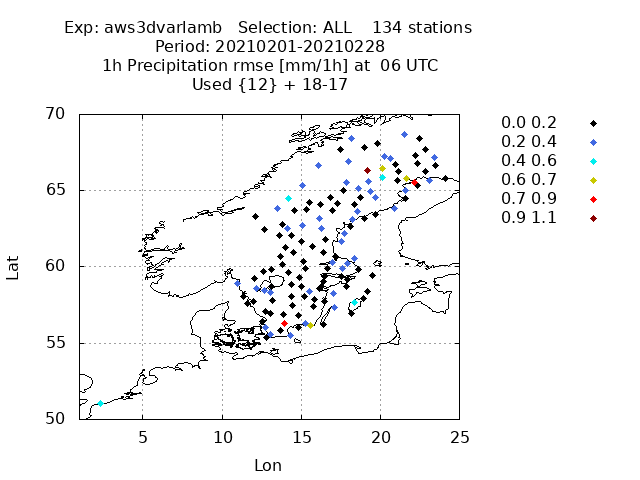 Exp: aws3dvarlamb   Selection: ALL    134 stations
Period: 20210201-20210228
1h Precipitation rmse [mm/1h] at  06 UTC
Used {12} + 18-17
70
65
60
55
50
Lat
5
10
15
20
25
Lon
0.0 0.2
0.2 0.4
0.4 0.6
0.6 0.7
0.7 0.9
0.9 1.1